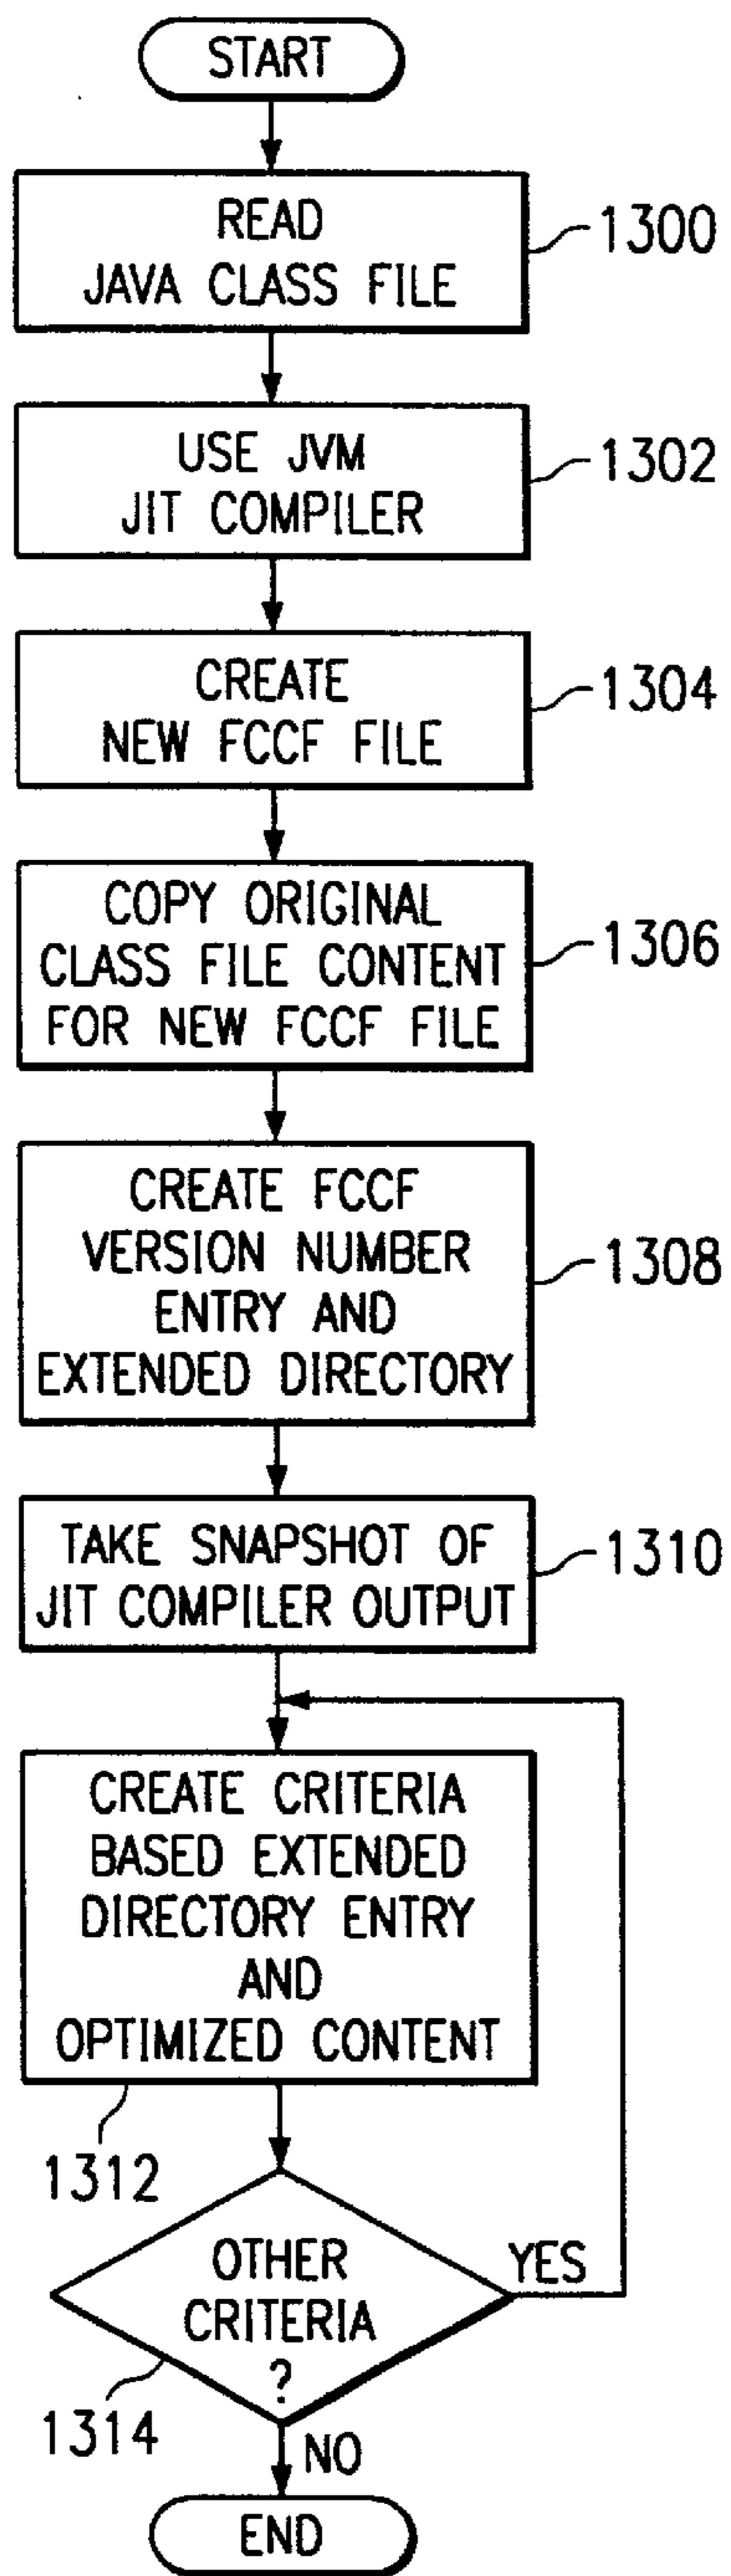 START
READ
JAVA CLASS FILE
1300
USE JVM
JIT COMPILER
1302
CREATE
NEW FCCF FILE
1304
COPY ORIGINAL
CLASS FILE CONTENT
FOR NEW FCCF FILE
1306
CREATE FCCF
VERSION NUMBER
ENTRY AND
EXTENDED DIRECTORY
1308
TAKE SNAPSHOT OF
JIT COMPILER OUTPUT
1310
CREATE CRITERIA
BASED EXTENDED
DIRECTORY ENTRY
AND
OPTIMIZED CONTENT
1312
OTHER
CRITERIA
?
YES
1314
NO
END